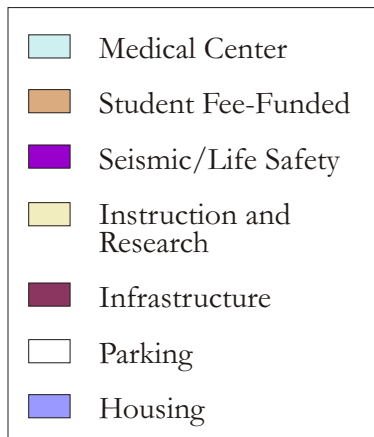 Medical Center
Student Fee-Funded
Seismic/Life Safety
Instruction and
Research
Infrastructure
Parking
Housing